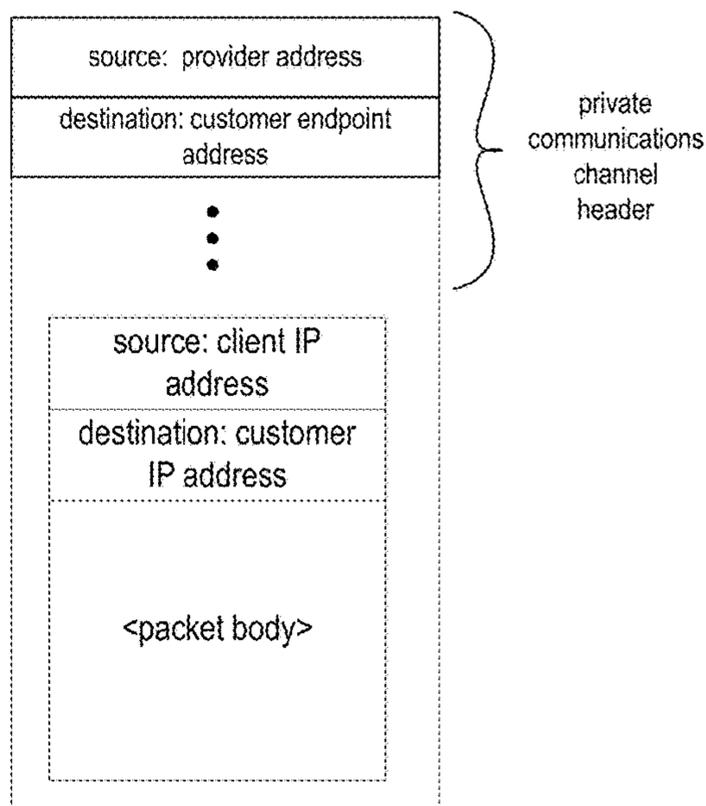 source: provider address
destination: customer endpoint
address
private
communications
channel
header
source: client IP
address
destination: customer
IP address
<packet body>